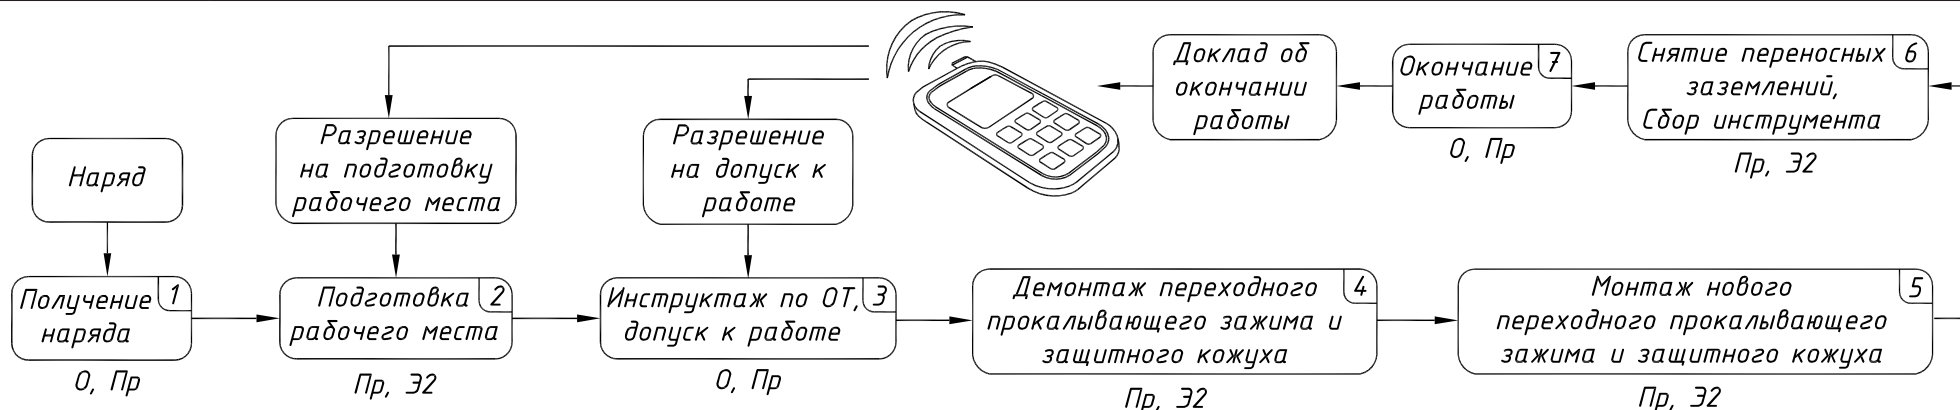 Наряд
Получение 1
наряда
О, Пр
Разрешение
на подготовку
рабочего места
Подготовка 2
рабочего места
Пр, Э2
Разрешение
на допуск к
работе
Инструктаж по ОТ, 3
допуск к работе
О, Пр
Демонтаж переходного 4
прокалывающего зажима и
защитного кожуха
Пр, Э2
Монтаж нового 5
переходного прокалывающего
зажима и защитного кожуха
Пр, Э2
Снятие переносных 6
заземлений,
Сбор инструмента
Пр, Э2
Окончание 7
работы
О, Пр
Доклад об
окончании
работы